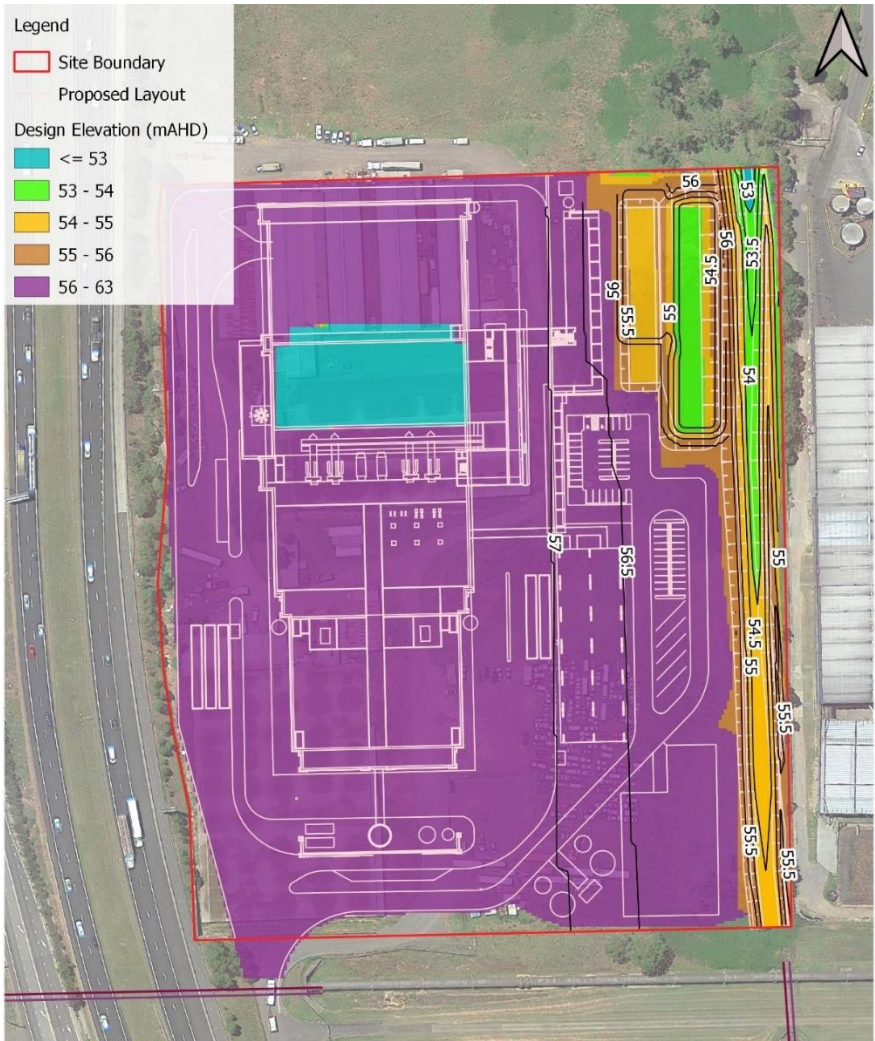 Legend
Site Boundary
Proposed Layout
Design Elevation (mAHD)
<= 53
53 - 54
54 - 55
55 - 56
56 - 63
56
53
56
54.5
53.5
56
55
55.5
54
57
56.5
55
54.5
55
55.5
55.5
55.5